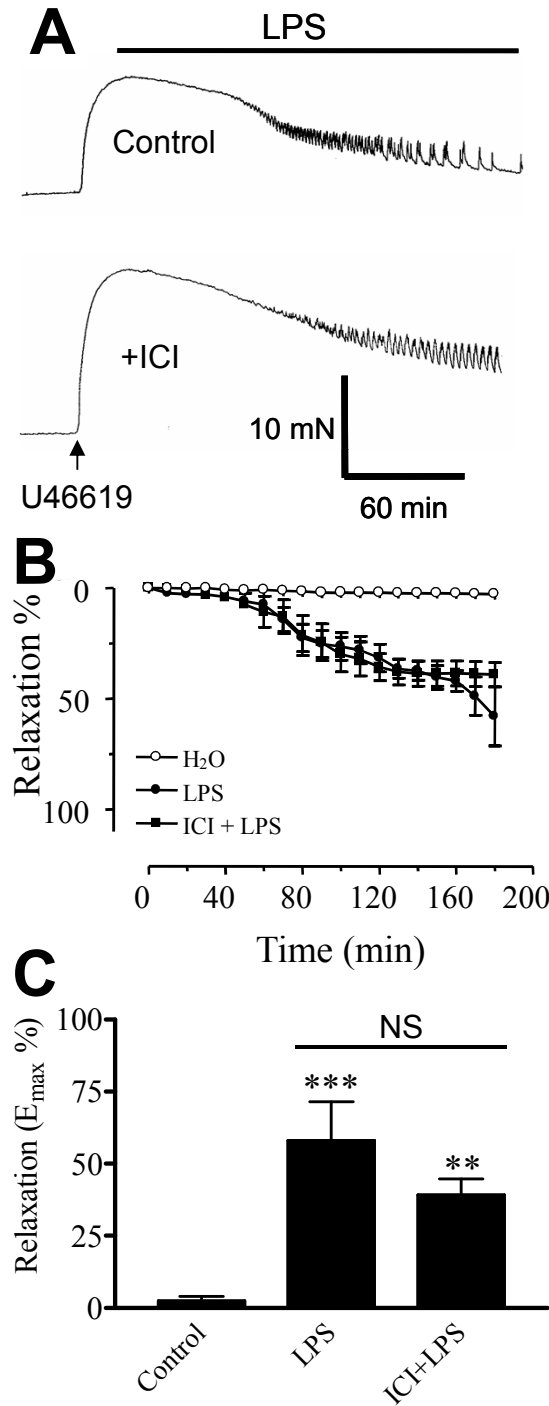 A
LPS
Control
+ICI
10 mN
U46619
60 min
B
Relaxation %
0
50
100
H₂O
LPS
ICI + LPS
0 40 80 120 160 200
Time (min)
C
Relaxation (Emax %)
100
75
50
25
0
NS
***
**
Control
LPS
ICI+LPS